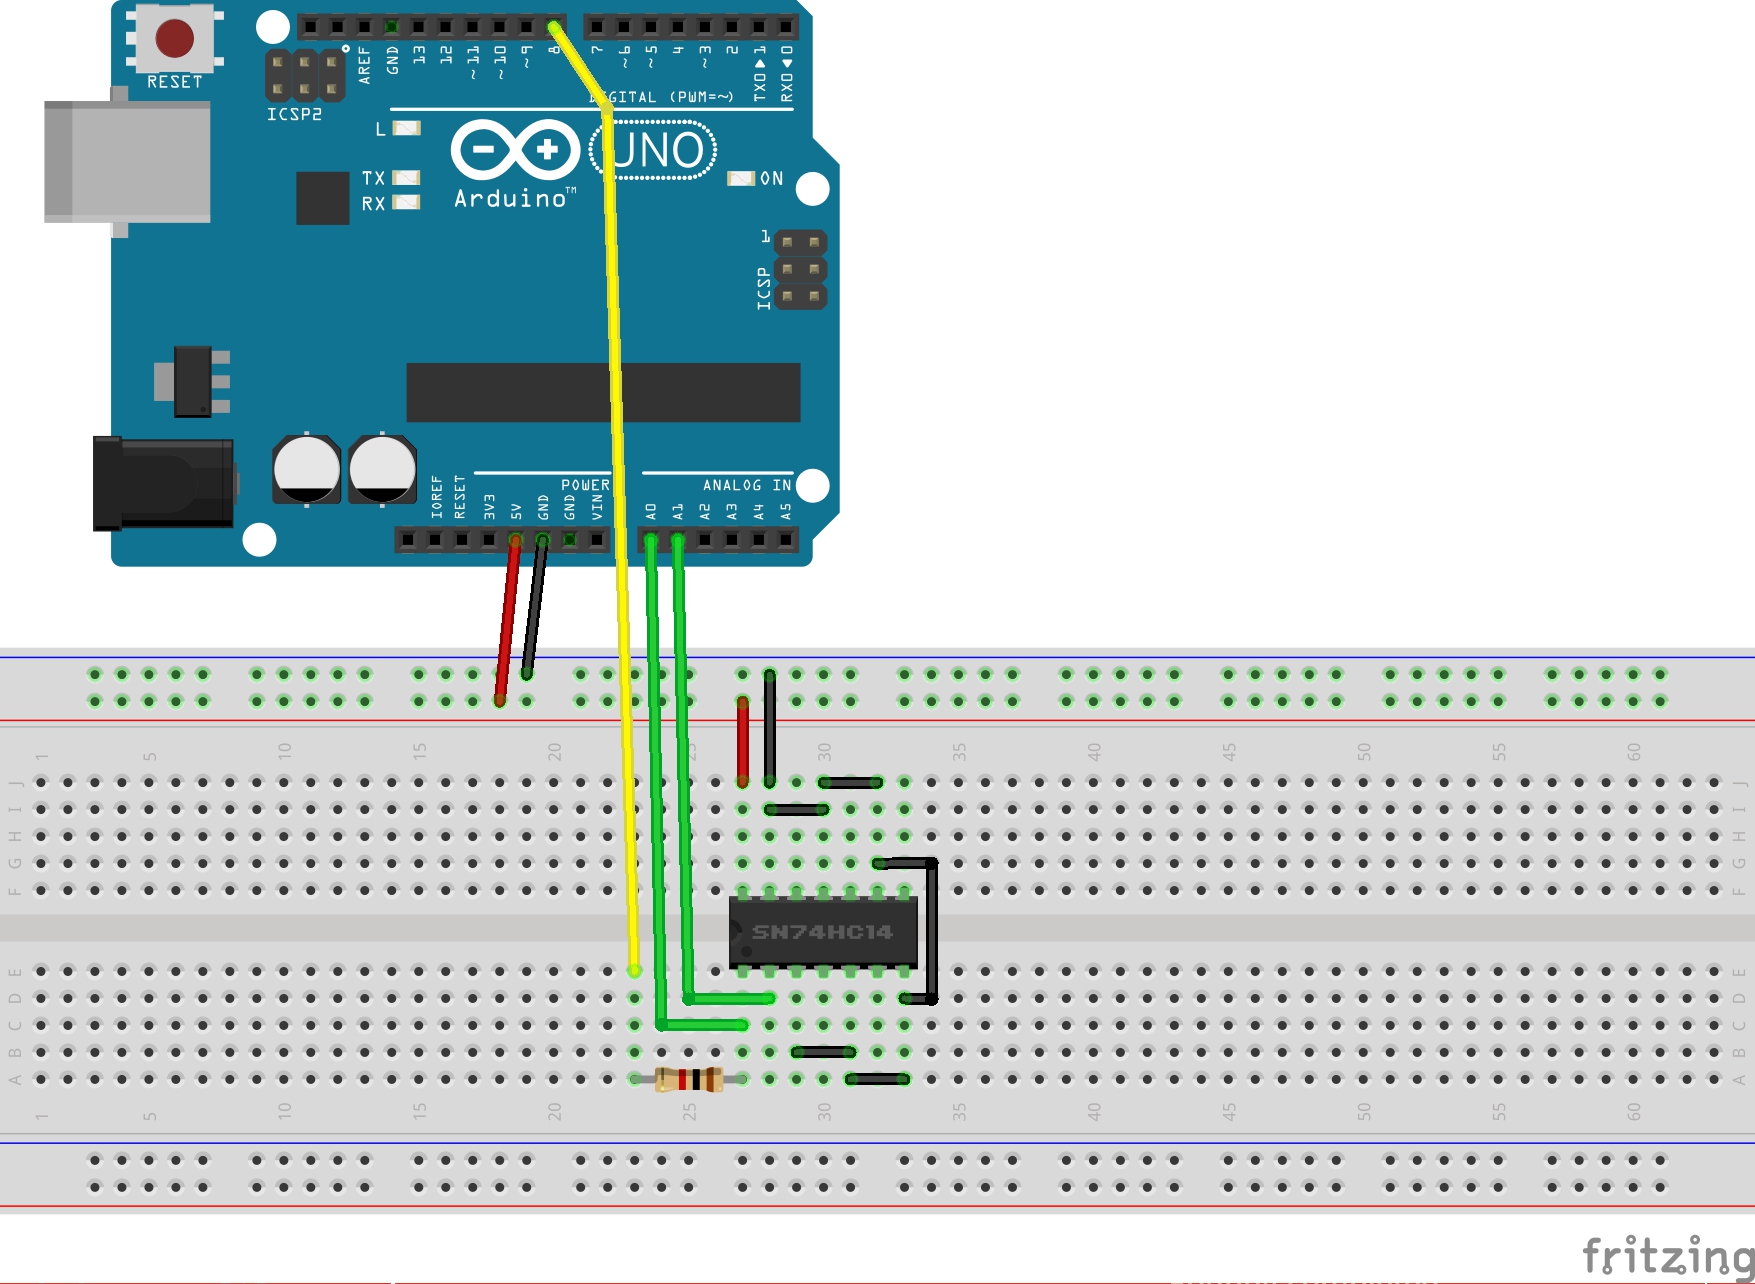 RESET
ICSP2
AREF
GND
13
12
~11
~10
~9
8
7
~6
~5
4
~3
2
TX0▶1
RX0◀0
DIGITAL (PWM=~)
L
TX
RX
Arduino™
UNO
ON
1
ICSP
POWER
ANALOG IN
IOREF
RESET
3V3
5V
GND
GND
VIN
A0
A1
A2
A3
A4
A5
1 5 10 15 20 25 30 35 40 45 50 55 60
J J
I I
H H
G G
F F
SN74HC14
E E
D D
C C
B B
A A
1 5 10 15 20 25 30 35 40 45 50 55 60
fritzing